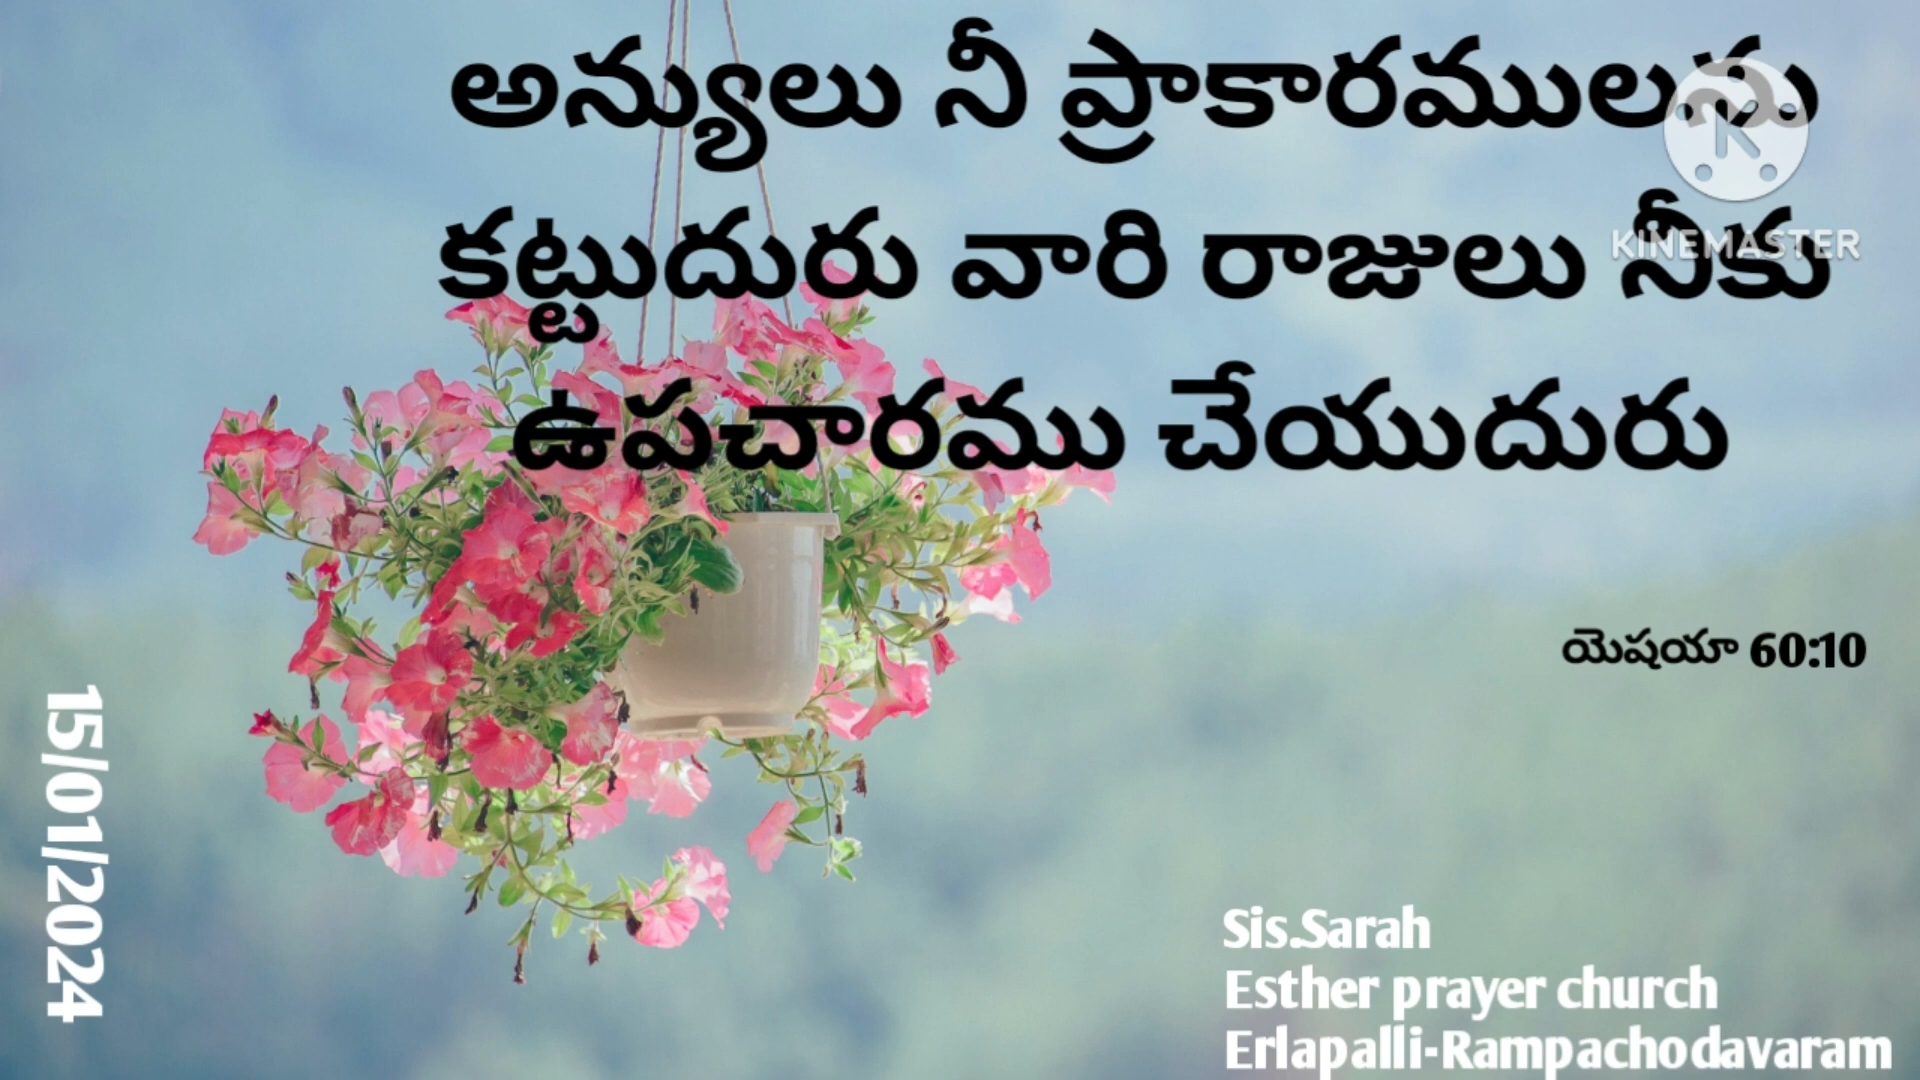 అన్యులు నీ ప్రాకారములను
కట్టుదురు వారి రాజులు నీకు
ఉపచారము చేయుదురు
KINEMASTER
యెషయా 60:10
15/01/2024
Sis.Sarah
Esther prayer church
Erlapalli-Rampachodavaram